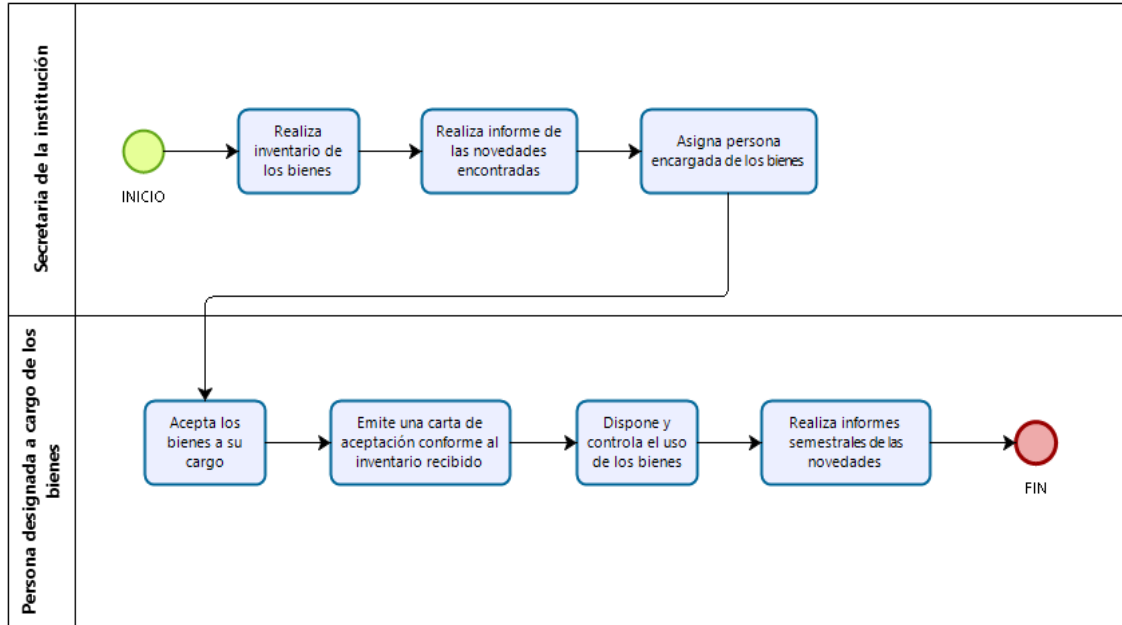 Secretaria de la institución
INICIO
Realiza
inventario de
los bienes
Realiza informe de
las novedades
encontradas
Asigna persona
encargada de los bienes
Persona designada a cargo de los
bienes
Acepta los
bienes a su
cargo
Emite una carta de
aceptación conforme al
inventario recibido
Dispone y
controla el uso
de los bienes
Realiza informes
semestrales de las
novedades
FIN